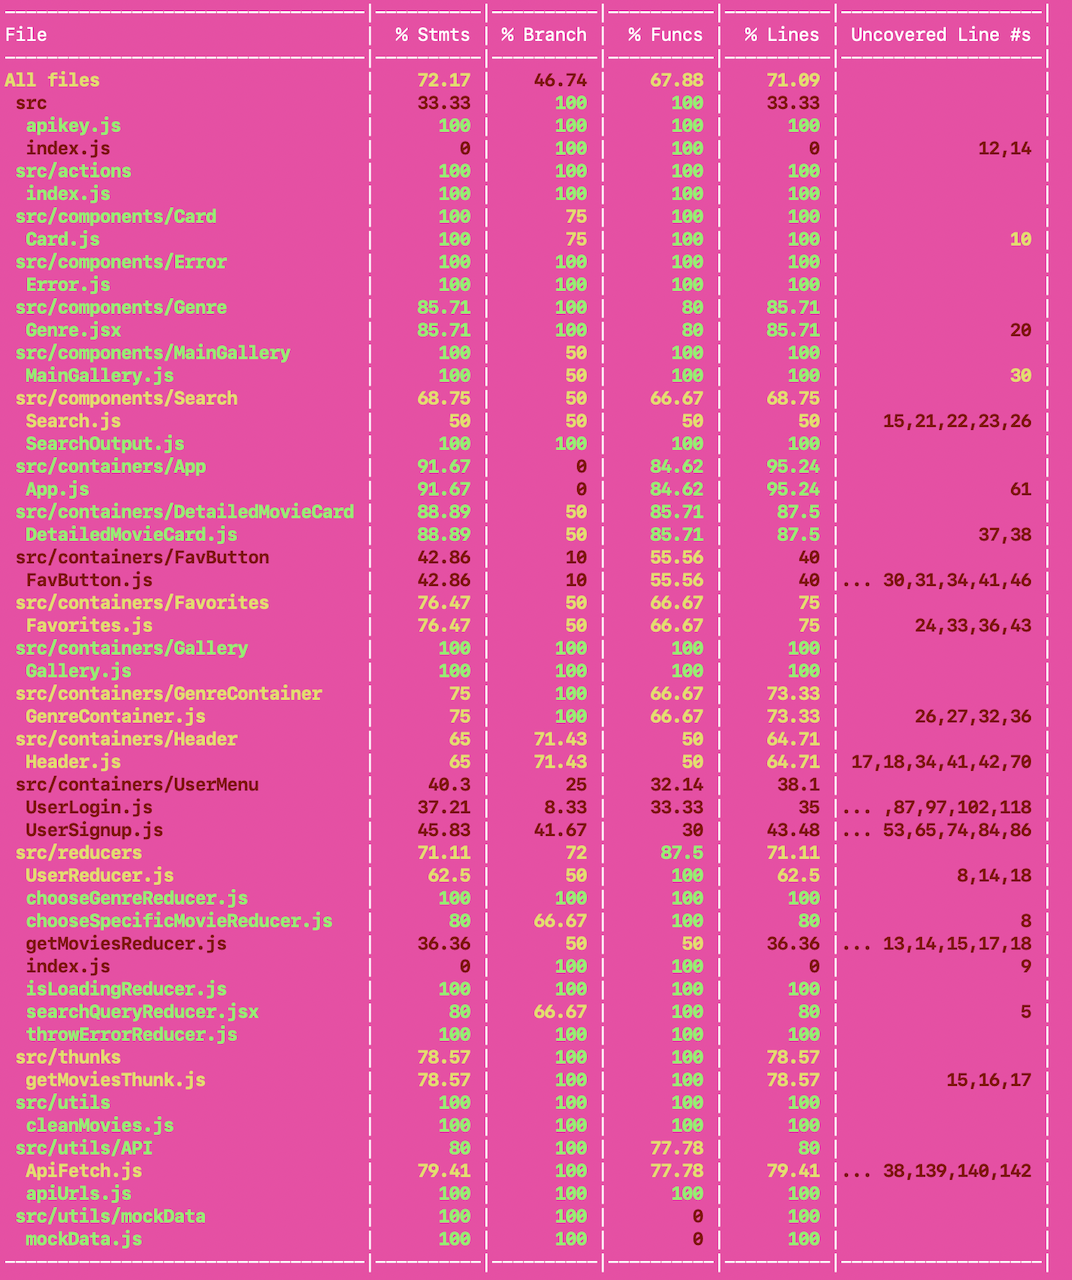 File | % Stmts | % Branch | % Funcs | % Lines | Uncovered Line #s |
All files | 72.17 | 46.74 | 67.88 | 71.09 | |
src | 33.33 | 100 | 100 | 33.33 | |
apikey.js | 100 | 100 | 100 | 100 | |
index.js | 0 | 100 | 100 | 0 | 12,14 |
src/actions | 100 | 100 | 100 | 100 | |
index.js | 100 | 100 | 100 | 100 | |
src/components/Card | 100 | 75 | 100 | 100 | |
Card.js | 100 | 75 | 100 | 100 | 10 |
src/components/Error | 100 | 100 | 100 | 100 | |
Error.js | 100 | 100 | 100 | 100 | |
src/components/Genre | 85.71 | 100 | 80 | 85.71 | |
Genre.jsx | 85.71 | 100 | 80 | 85.71 | 20 |
src/components/MainGallery | 100 | 50 | 100 | 100 | |
MainGallery.js | 100 | 50 | 100 | 100 | 30 |
src/components/Search | 68.75 | 50 | 66.67 | 68.75 | |
Search.js | 50 | 50 | 50 | 50 | 15,21,22,23,26 |
SearchOutput.js | 100 | 100 | 100 | 100 | |
src/containers/App | 91.67 | 0 | 84.62 | 95.24 | |
App.js | 91.67 | 0 | 84.62 | 95.24 | 61 |
src/containers/DetailedMovieCard | 88.89 | 50 | 85.71 | 87.5 | |
DetailedMovieCard.js | 88.89 | 50 | 85.71 | 87.5 | 37,38 |
src/containers/FavButton | 42.86 | 10 | 55.56 | 40 | |
FavButton.js | 42.86 | 10 | 55.56 | 40 |... 30,31,34,41,46 |
src/containers/Favorites | 76.47 | 50 | 66.67 | 75 | |
Favorites.js | 76.47 | 50 | 66.67 | 75 | 24,33,36,43 |
src/containers/Gallery | 100 | 100 | 100 | 100 | |
Gallery.js | 100 | 100 | 100 | 100 | |
src/containers/GenreContainer | 75 | 100 | 66.67 | 73.33 | |
GenreContainer.js | 75 | 100 | 66.67 | 73.33 | 26,27,32,36 |
src/containers/Header | 65 | 71.43 | 50 | 64.71 | |
Header.js | 65 | 71.43 | 50 | 64.71 | 17,18,34,41,42,70 |
src/containers/UserMenu | 40.3 | 25 | 32.14 | 38.1 | |
UserLogin.js | 37.21 | 8.33 | 33.33 | 35 |... ,87,97,102,118 |
UserSignup.js | 45.83 | 41.67 | 30 | 43.48 |... 53,65,74,84,86 |
src/reducers | 71.11 | 72 | 87.5 | 71.11 | |
UserReducer.js | 62.5 | 50 | 100 | 62.5 | 8,14,18 |
chooseGenreReducer.js | 100 | 100 | 100 | 100 | |
chooseSpecificMovieReducer.js | 80 | 66.67 | 100 | 80 | 8 |
getMoviesReducer.js | 36.36 | 50 | 50 | 36.36 |... 13,14,15,17,18 |
index.js | 0 | 100 | 100 | 0 | 9 |
isLoadingReducer.js | 100 | 100 | 100 | 100 | |
searchQueryReducer.jsx | 80 | 66.67 | 100 | 80 | 5 |
throwErrorReducer.js | 100 | 100 | 100 | 100 | |
src/thunks | 78.57 | 100 | 100 | 78.57 | |
getMoviesThunk.js | 78.57 | 100 | 100 | 78.57 | 15,16,17 |
src/utils | 100 | 100 | 100 | 100 | |
cleanMovies.js | 100 | 100 | 100 | 100 | |
src/utils/API | 80 | 100 | 77.78 | 80 | |
ApiFetch.js | 79.41 | 100 | 77.78 | 79.41 |... 38,139,140,142 |
apiUrls.js | 100 | 100 | 100 | 100 | |
src/utils/mockData | 100 | 100 | 0 | 100 | |
mockData.js | 100 | 100 | 0 | 100 | |